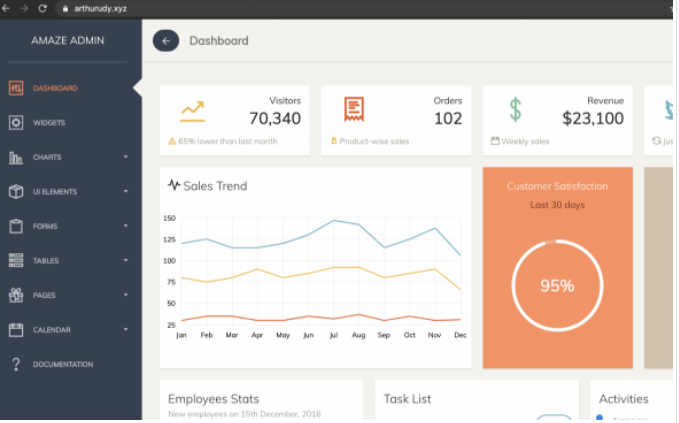 arthurudy.xyz
AMAZE ADMIN
Dashboard
DASHBOARD
WIDGETS
CHARTS
UI ELEMENTS
FORMS
TABLES
PAGES
CALENDAR
DOCUMENTATION
Visitors
70,340
65% lower than last month
Orders
102
Product-wise sales
Revenue
$23,100
Weekly sales
Jus
Sales Trend
150
125
100
75
50
25
Jan Feb Mar Apr May Jun Jul Aug Sep Oct Nov Dec
Customer Satisfaction
Last 30 days
95%
Employees Stats
New employees on 15th December, 2016
Task List
Activities